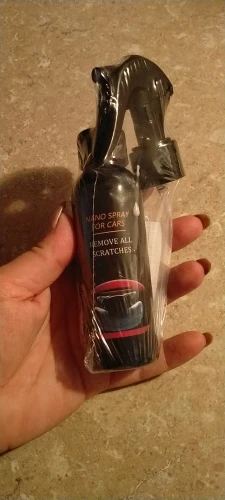 NANO SPRAY
FOR CARS
REMOVE ALL
SCRATCHES